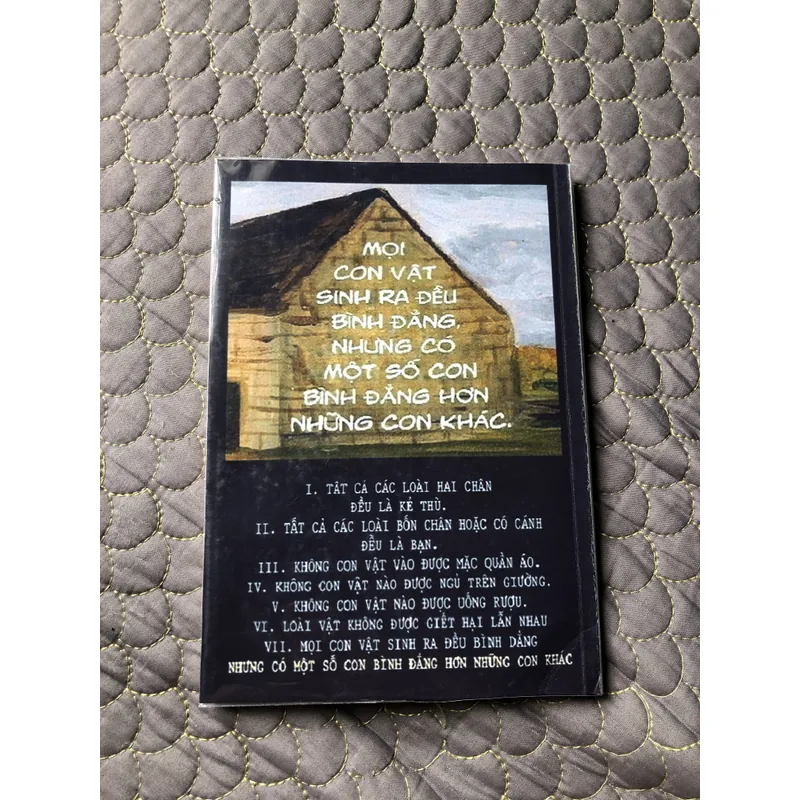 MỌI
CON VẬT
SINH RA ĐỀU
BÌNH ĐẲNG,
NHƯNG CÓ
MỘT SỐ CON
BÌNH ĐẲNG HƠN
NHỮNG CON KHÁC.
I. TẤT CẢ CÁC LOÀI HAI CHÂN
ĐỀU LÀ KẺ THÙ.
II. TẤT CẢ CÁC LOÀI BỐN CHÂN HOẶC CÓ CÁNH
ĐỀU LÀ BẠN.
III. KHÔNG CON VẬT VÀO ĐƯỢC MẶC QUẦN ÁO.
IV. KHÔNG CON VẬT NÀO ĐƯỢC NGỦ TRÊN GIƯỜNG.
V. KHÔNG CON VẬT NÀO ĐƯỢC UỐNG RƯỢU.
VI. LOÀI VẬT KHÔNG ĐƯỢC GIẾT HẠI LẪN NHAU
VII. MỌI CON VẬT SINH RA ĐỀU BÌNH DẲNG
NHƯNG CÓ MỘT SỐ CON BÌNH ĐẲNG HƠN NHỮNG CON KHÁC